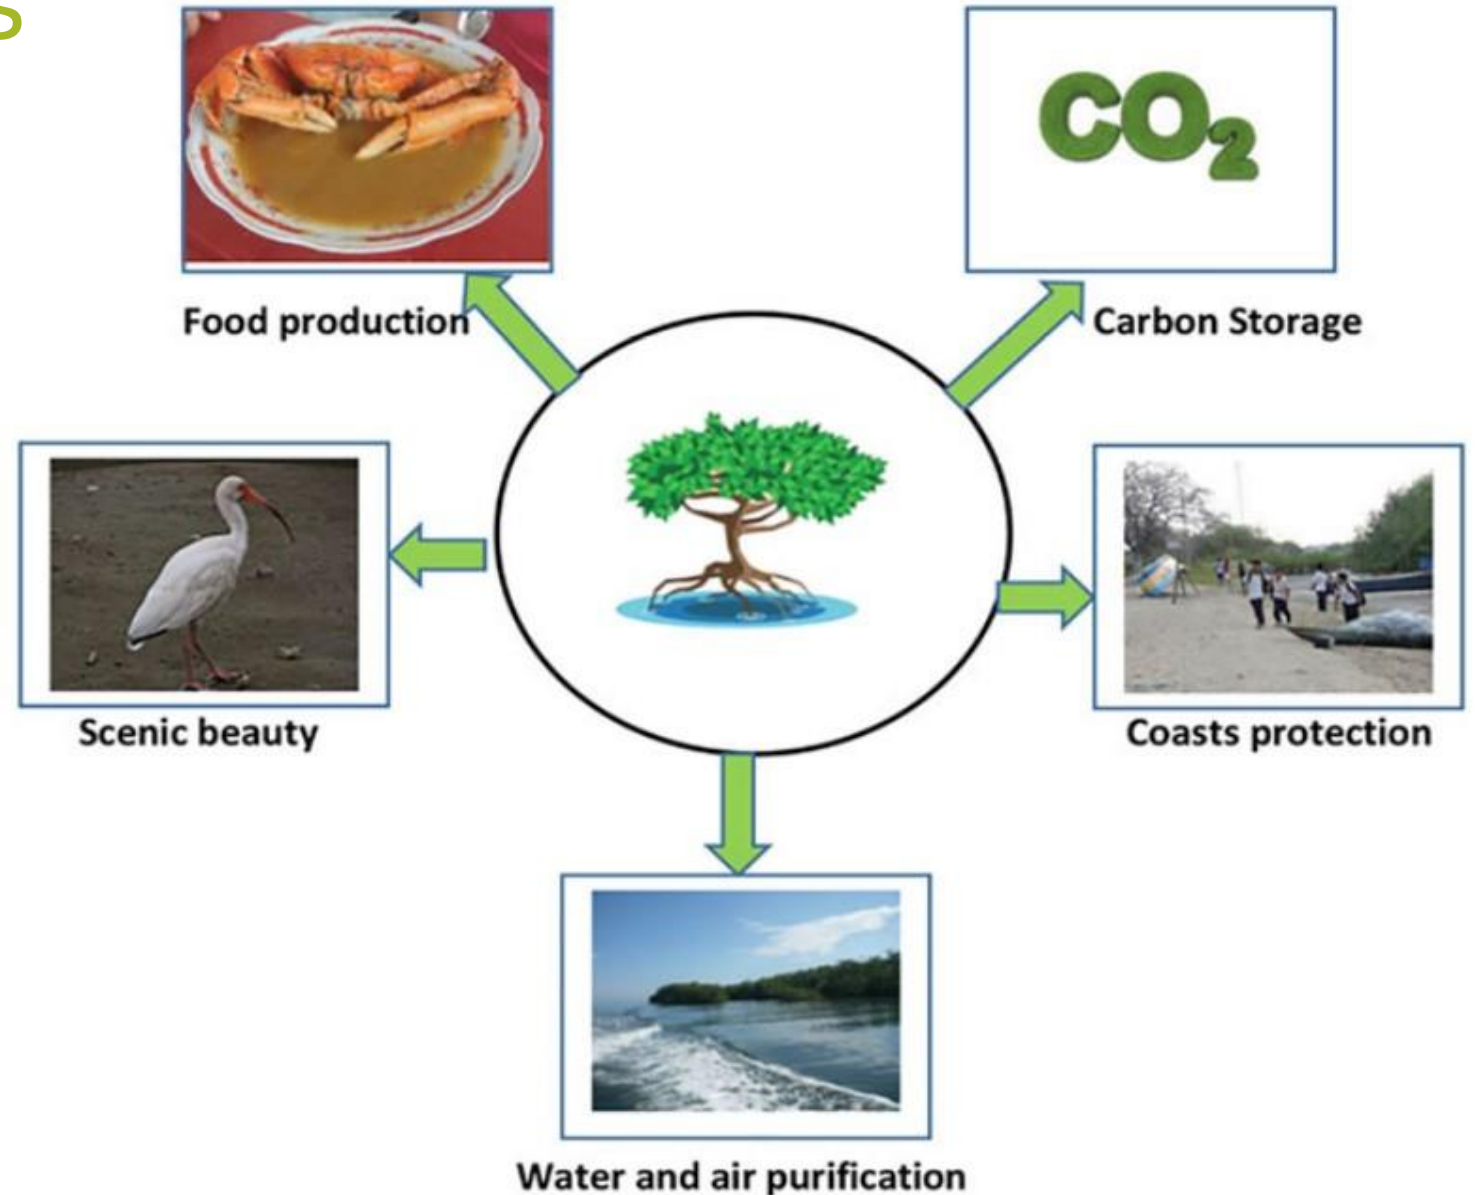 s
CO2
Food production
Carbon Storage
Scenic beauty
Coasts protection
Water and air purification